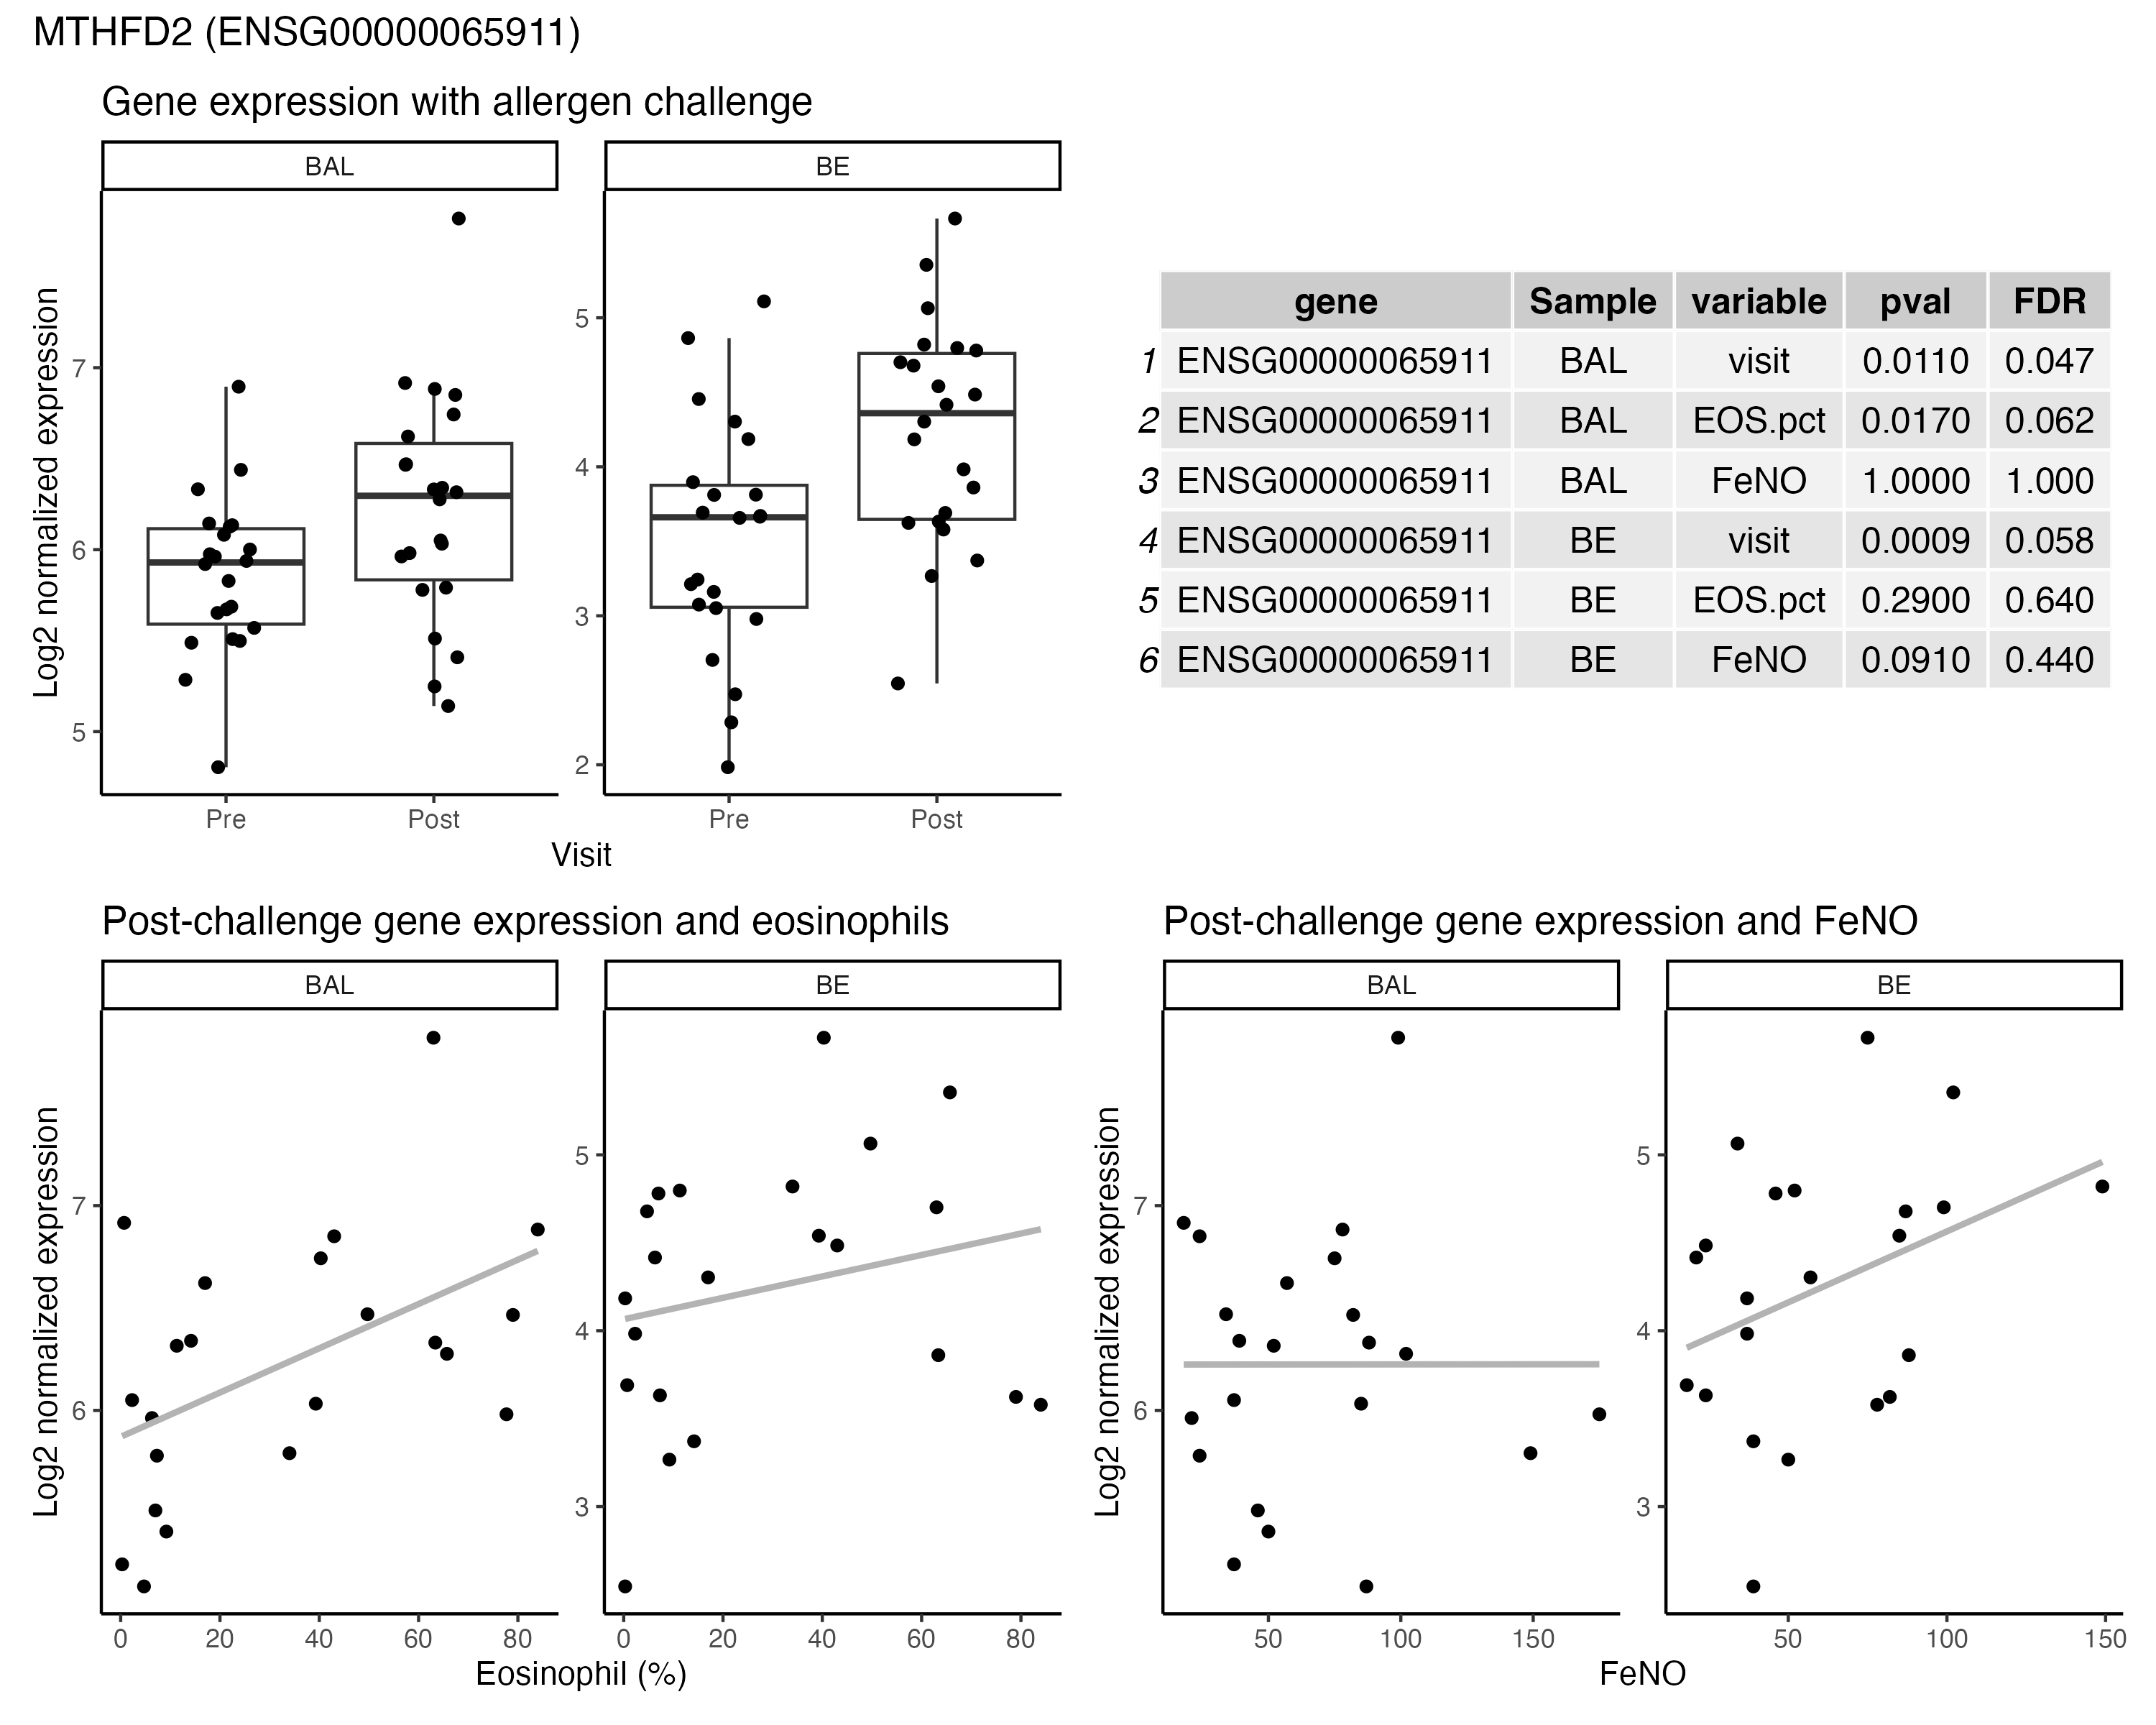 MTHFD2 (ENSG00000065911)
Gene expression with allergen challenge
BAL BE
Log2 normalized expression
7
6
5
5
4
3
2
Pre Post Pre Post
Visit
gene Sample variable pval FDR
1 ENSG00000065911 BAL visit 0.0110 0.047
2 ENSG00000065911 BAL EOS.pct 0.0170 0.062
3 ENSG00000065911 BAL FeNO 1.0000 1.000
4 ENSG00000065911 BE visit 0.0009 0.058
5 ENSG00000065911 BE EOS.pct 0.2900 0.640
6 ENSG00000065911 BE FeNO 0.0910 0.440
Post-challenge gene expression and eosinophils
BAL BE
Log2 normalized expression
7
6
5
4
3
0 20 40 60 80 0 20 40 60 80
Eosinophil (%)
Post-challenge gene expression and FeNO
BAL BE
Log2 normalized expression
7
6
5
4
3
50 100 150 50 100 150
FeNO